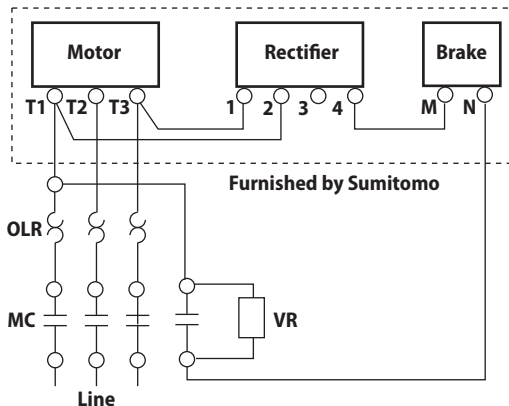 Motor Rectifier Brake
T1 T2 T3 1 2 3 4 M N
Furnished by Sumitomo
OLR
MC VR
Line